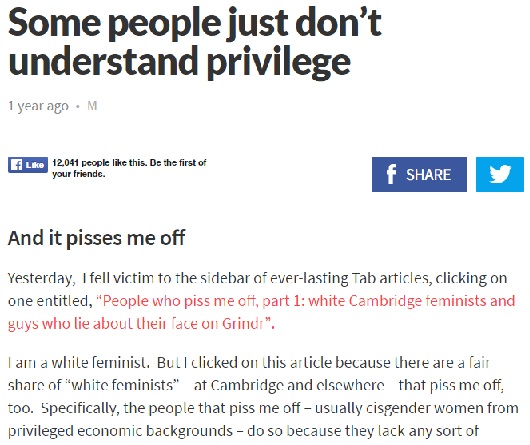 Some people just don’t
understand privilege
1 year ago • M
f Like 12,041 people like this. Be the first of
your friends.
f SHARE
And it pisses me off
Yesterday, I fell victim to the sidebar of ever-lasting Tab articles, clicking on
one entitled, “People who piss me off, part 1: white Cambridge feminists and
guys who lie about their face on Grindr”.
I am a white feminist. But I clicked on this article because there are a fair
share of “white feminists” – at Cambridge and elsewhere – that piss me off,
too. Specifically, the people that piss me off – usually cisgender women from
privileged economic backgrounds – do so because they lack any sort of